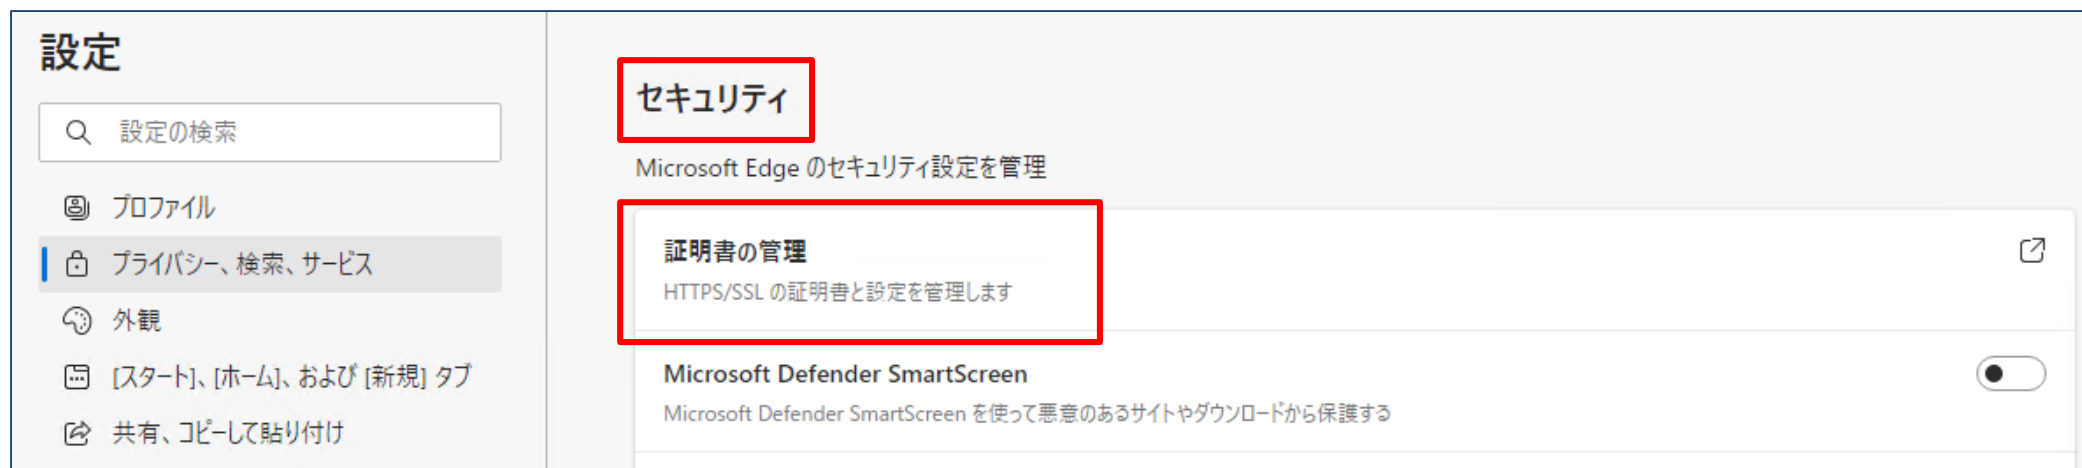 設定
設定の検索
プロファイル
プライバシー、検索、サービス
外観
[スタート]、[ホーム]、および [新規] タブ
共有、コピーして貼り付け
セキュリティ
Microsoft Edge のセキュリティ設定を管理
証明書の管理
HTTPS/SSL の証明書と設定を管理します
Microsoft Defender SmartScreen
Microsoft Defender SmartScreen を使って悪意のあるサイトやダウンロードから保護する